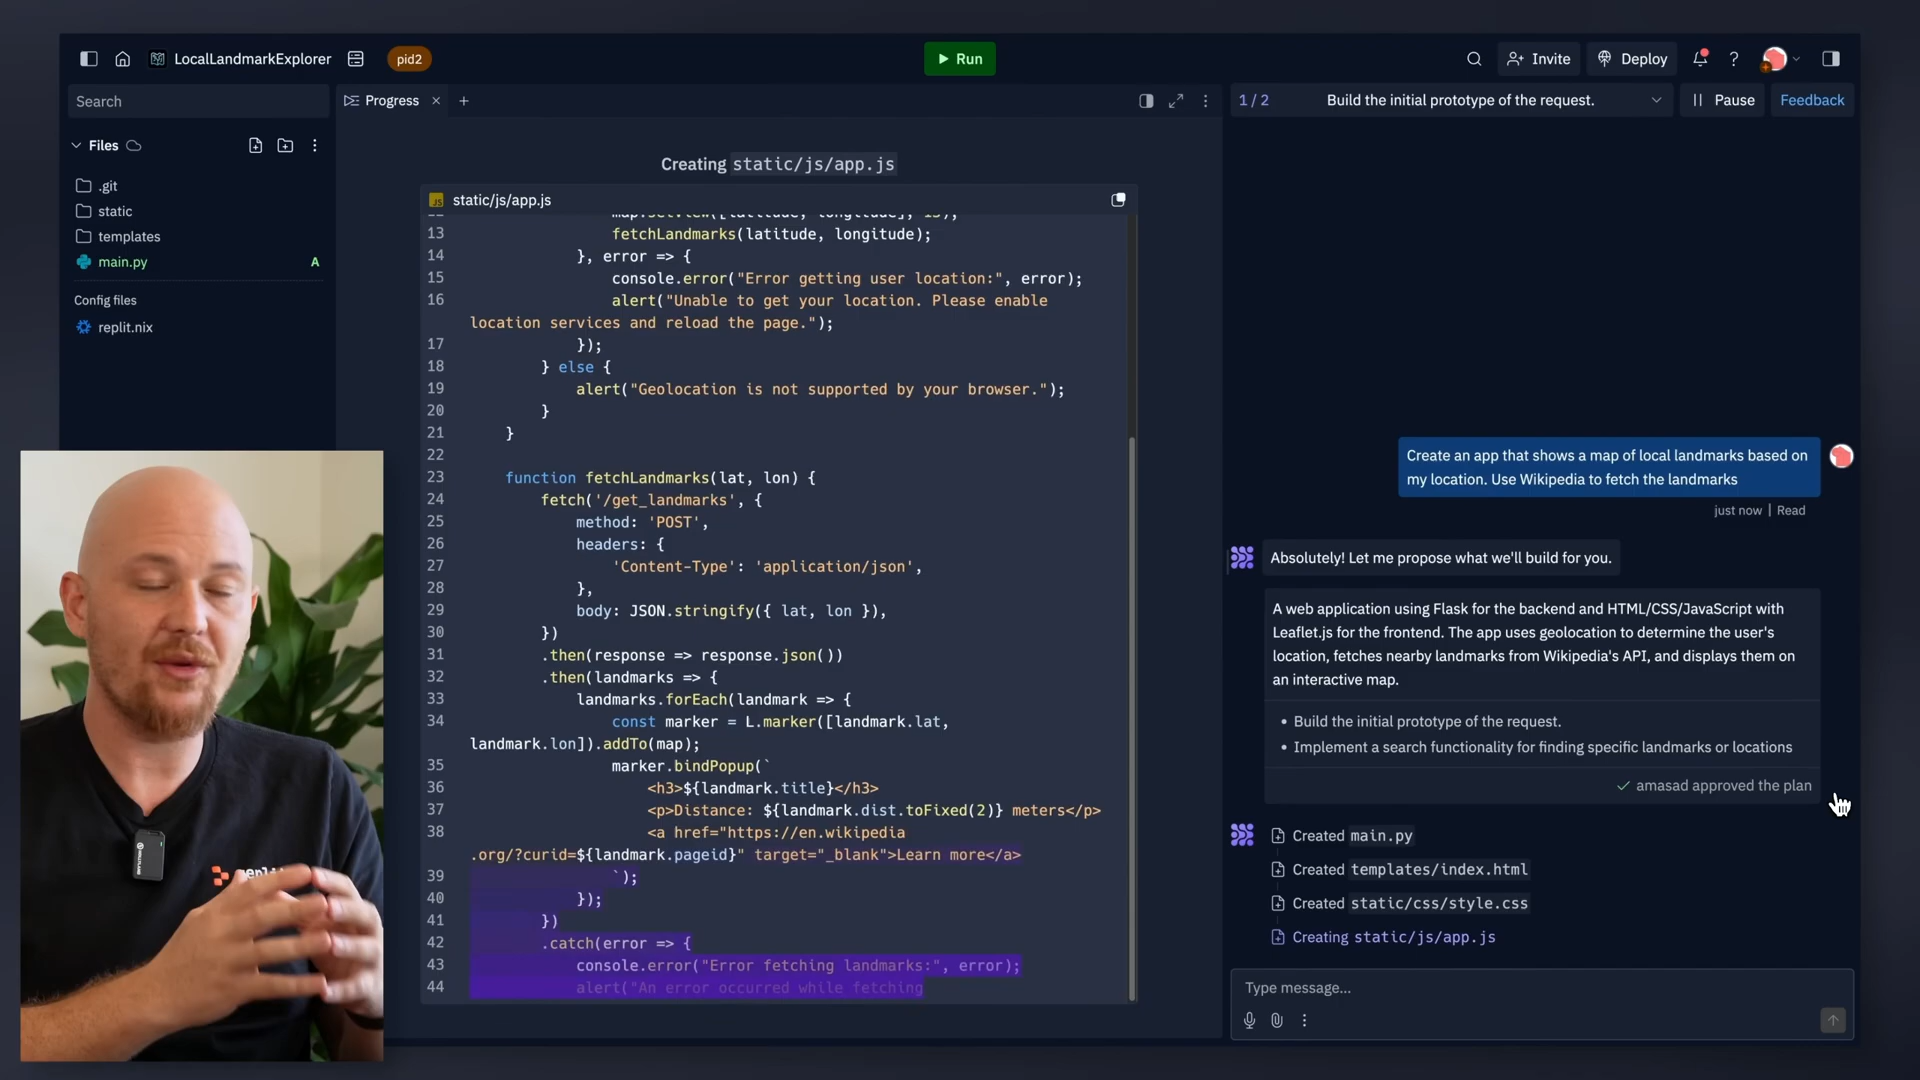 LocalLandmarkExplorer
pid2
Run
Invite
Deploy
Search
Progress
1 / 2
Build the initial prototype of the request.
Pause
Feedback
Files
.git
static
templates
main.py
A
Config files
replit.nix
Creating static/js/app.js
JS static/js/app.js
13 fetchLandmarks(latitude, longitude);
14 }, error => {
15 console.error("Error getting user location:", error);
16 alert("Unable to get your location. Please enable
location services and reload the page.");
17 });
18 } else {
19 alert("Geolocation is not supported by your browser.");
20 }
21 }
22
23 function fetchLandmarks(lat, lon) {
24 fetch('/get_landmarks', {
25 method: 'POST',
26 headers: {
27 'Content-Type': 'application/json',
28 },
29 body: JSON.stringify({ lat, lon }),
30 })
31 .then(response => response.json())
32 .then(landmarks => {
33 landmarks.forEach(landmark => {
34 const marker = L.marker([landmark.lat,
landmark.lon]).addTo(map);
35 marker.bindPopup(`
36 <h3>${landmark.title}</h3>
37 <p>Distance: ${landmark.dist.toFixed(2)} meters</p>
38 <a href="https://en.wikipedia
.org/?curid=${landmark.pageid}" target="_blank">Learn more</a>
39 `);
40 });
41 })
42 .catch(error => {
43 console.error("Error fetching landmarks:", error);
44 alert("An error occurred while fetching
Create an app that shows a map of local landmarks based on
my location. Use Wikipedia to fetch the landmarks
just now | Read
Absolutely! Let me propose what we'll build for you.
A web application using Flask for the backend and HTML/CSS/JavaScript with
Leaflet.js for the frontend. The app uses geolocation to determine the user's
location, fetches nearby landmarks from Wikipedia's API, and displays them on
an interactive map.
• Build the initial prototype of the request.
• Implement a search functionality for finding specific landmarks or locations
amasad approved the plan
Created main.py
Created templates/index.html
Created static/css/style.css
Creating static/js/app.js
Type message...